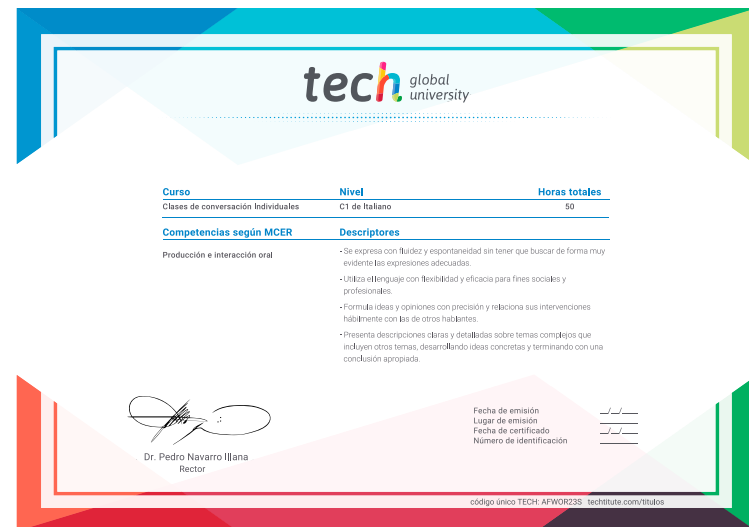 tech global
university
Curso Nivel Horas totales
Clases de conversación Individuales C1 de Italiano 50
Competencias según MCER Descriptores
Producción e interacción oral
- Se expresa con fluidez y espontaneidad sin tener que buscar de forma muy
evidente las expresiones adecuadas.
- Utiliza el lenguaje con flexibilidad y eficacia para fines sociales y
profesionales.
- Formula ideas y opiniones con precisión y relaciona sus intervenciones
hábilmente con las de otros hablantes.
- Presenta descripciones claras y detalladas sobre temas complejos que
incluyen otros temas, desarrollando ideas concretas y terminando con una
conclusión apropiada.
Dr. Pedro Navarro Illana
Rector
Fecha de emisión __/__/____
Lugar de emisión ________
Fecha de certificado __/__/____
Número de identificación ________
código único TECH: AFWOR23S techtitute.com/titulos